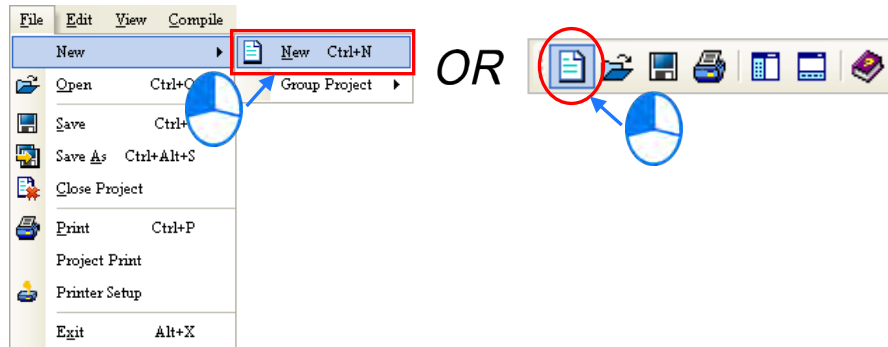 File Edit View Compile
New
New Ctrl+N
OR
Open Ctrl+O
Group Project
Save Ctrl+
Save As Ctrl+Alt+S
Close Project
Print Ctrl+P
Project Print
Printer Setup
Exit Alt+X